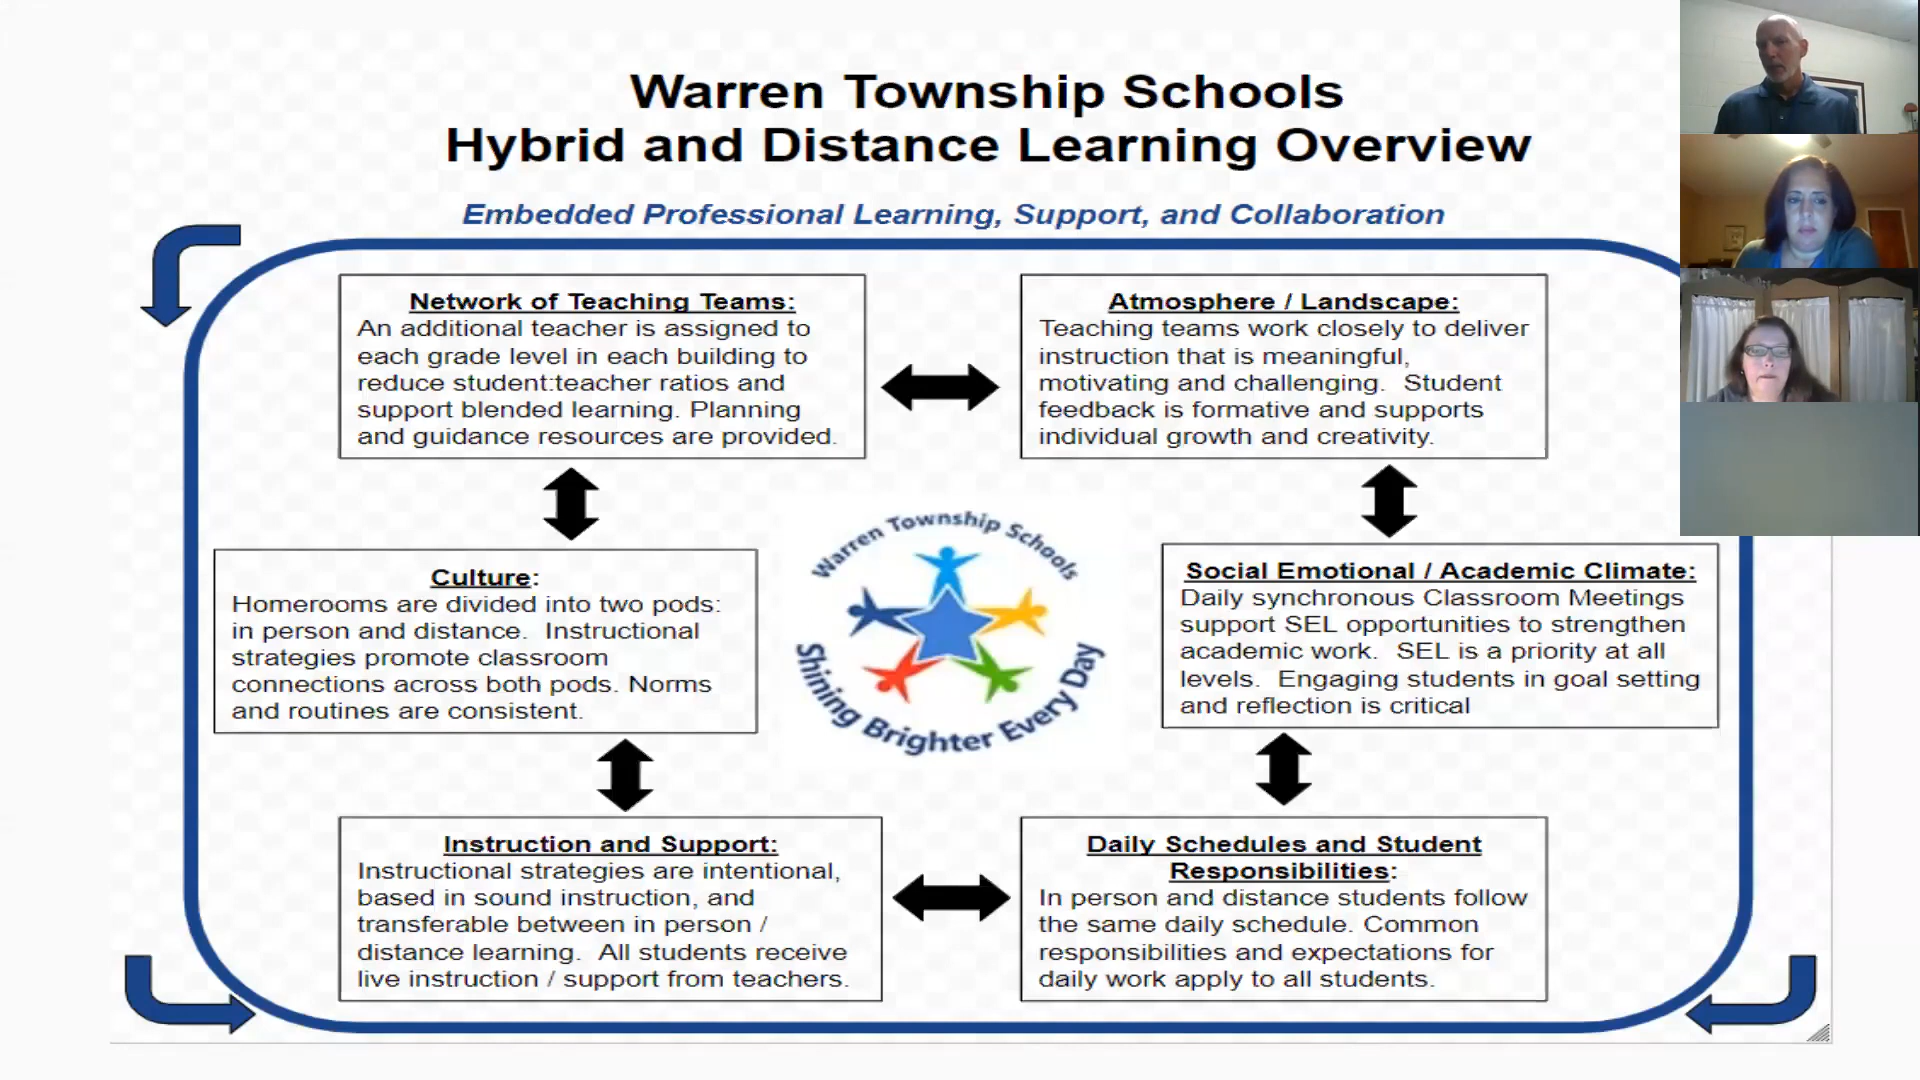 Warren Township Schools
Hybrid and Distance Learning Overview
Embedded Professional Learning, Support, and Collaboration
Network of Teaching Teams:
An additional teacher is assigned to
each grade level in each building to
reduce student:teacher ratios and
support blended learning. Planning
and guidance resources are provided.
Atmosphere / Landscape:
Teaching teams work closely to deliver
instruction that is meaningful,
motivating and challenging.  Student
feedback is formative and supports
individual growth and creativity.
Culture:
Homerooms are divided into two pods:
in person and distance.  Instructional
strategies promote classroom
connections across both pods. Norms
and routines are consistent.
Warren Township Schools
Shining Brighter Every Day
Social Emotional / Academic Climate:
Daily synchronous Classroom Meetings
support SEL opportunities to strengthen
academic work.  SEL is a priority at all
levels.  Engaging students in goal setting
and reflection is critical
Instruction and Support:
Instructional strategies are intentional,
based in sound instruction, and
transferable between in person /
distance learning.  All students receive
live instruction / support from teachers.
Daily Schedules and Student
Responsibilities:
In person and distance students follow
the same daily schedule. Common
responsibilities and expectations for
daily work apply to all students.